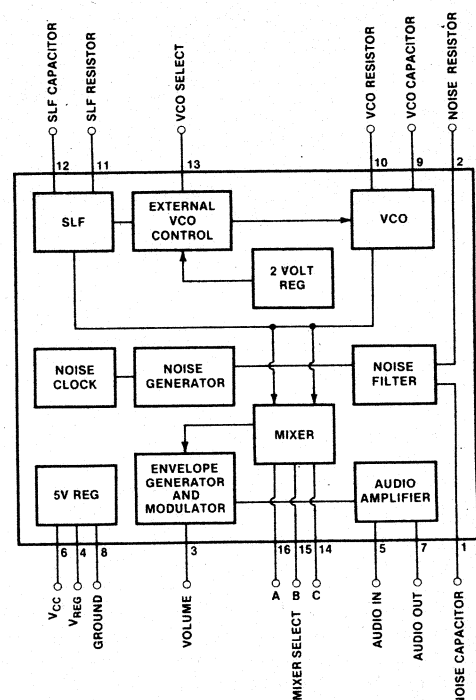 SLF CAPACITOR
SLF RESISTOR
VCO SELECT
VCO RESISTOR
VCO CAPACITOR
NOISE RESISTOR
12
11
13
10
9
2
SLF
EXTERNAL
VCO
CONTROL
VCO
2 VOLT
REG
NOISE
CLOCK
NOISE
GENERATOR
NOISE
FILTER
MIXER
5V REG
ENVELOPE
GENERATOR
AND
MODULATOR
AUDIO
AMPLIFIER
6
4
8
3
16
15
14
5
7
1
VCC
VREG
GROUND
VOLUME
A
B
C
MIXER SELECT
AUDIO IN
AUDIO OUT
NOISE CAPACITOR